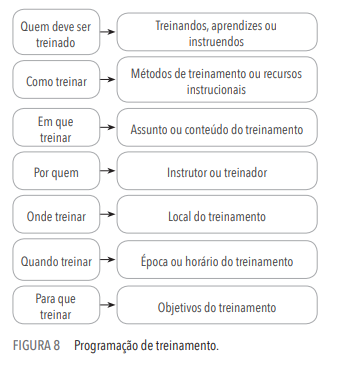 Quem deve ser
treinado
Treinandos, aprendizes ou
instruendos
Como treinar
Métodos de treinamento ou recursos
instrucionais
Em que
treinar
Assunto ou conteúdo do treinamento
Por quem
Instrutor ou treinador
Onde treinar
Local do treinamento
Quando treinar
Época ou horário do treinamento
Para que
treinar
Objetivos do treinamento
FIGURA 8 Programação de treinamento.